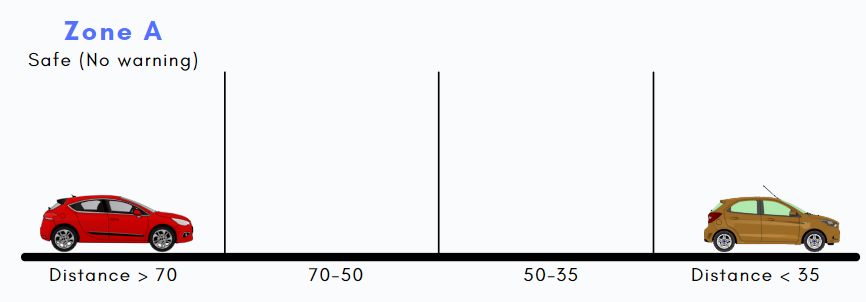 Zone A
Safe (No warning)
Distance > 70
70-50
50-35
Distance < 35